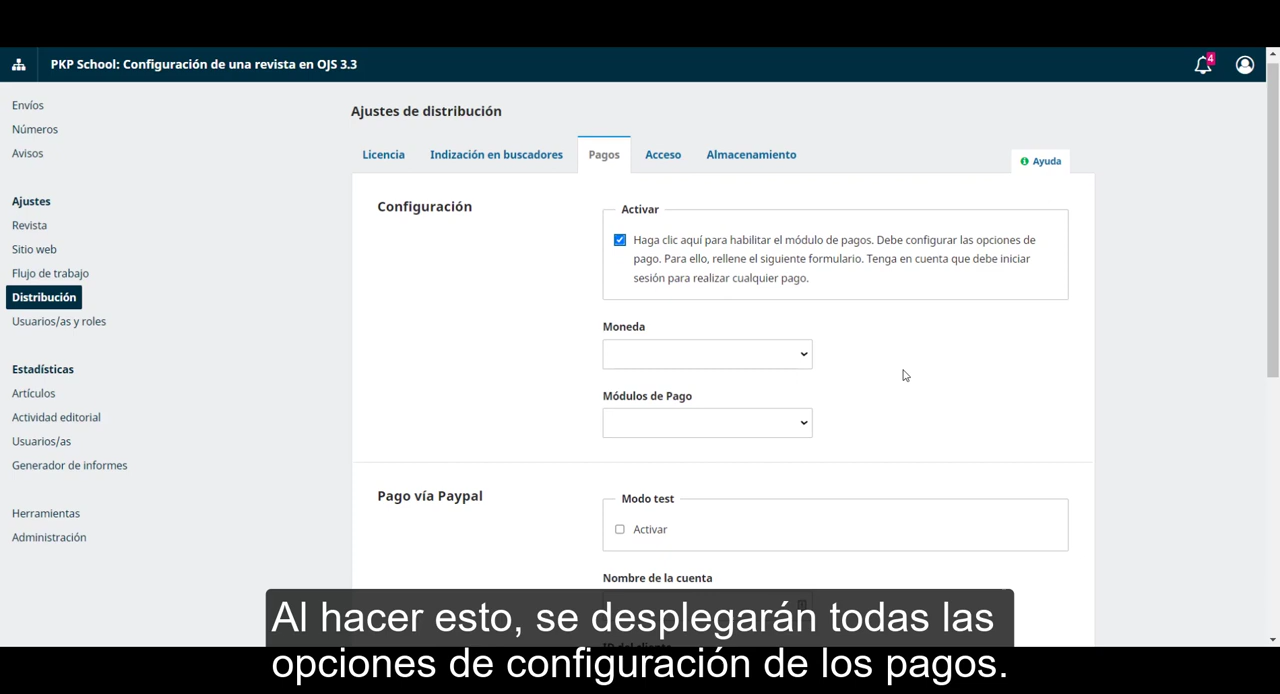 PKP School: Configuración de una revista en OJS 3.3
4
Envíos
Números
Avisos
Ajustes
Revista
Sitio web
Flujo de trabajo
Distribución
Usuarios/as y roles
Estadísticas
Artículos
Actividad editorial
Usuarios/as
Generador de informes
Herramientas
Administración
Ajustes de distribución
Licencia Indización en buscadores Pagos Acceso Almacenamiento
Ayuda
Configuración
Activar
Haga clic aquí para habilitar el módulo de pagos. Debe configurar las opciones de
pago. Para ello, rellene el siguiente formulario. Tenga en cuenta que debe iniciar
sesión para realizar cualquier pago.
Moneda
Módulos de Pago
Pago vía Paypal
Modo test
Activar
Nombre de la cuenta
Al hacer esto, se desplegarán todas las
opciones de configuración de los pagos.